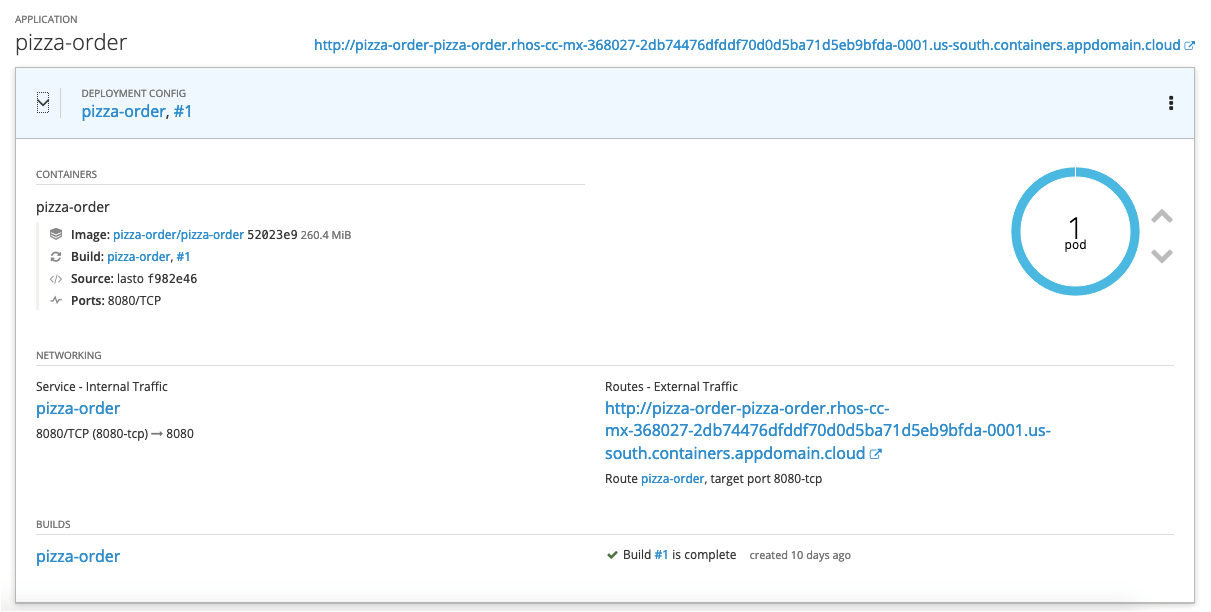 APPLICATION
pizza-order
http://pizza-order-pizza-order.rhos-cc-mx-368027-2db74476dfddf70d0d5ba71d5eb9bfda-0001.us-south.containers.appdomain.cloud
DEPLOYMENT CONFIG
pizza-order, #1
CONTAINERS
pizza-order
Image: pizza-order/pizza-order 52023e9 260.4 MiB
Build: pizza-order, #1
Source: lasto f982e46
Ports: 8080/TCP
1
pod
NETWORKING
Service - Internal Traffic
pizza-order
8080/TCP (8080-tcp) → 8080
Routes - External Traffic
http://pizza-order-pizza-order.rhos-cc-
mx-368027-2db74476dfddf70d0d5ba71d5eb9bfda-0001.us-
south.containers.appdomain.cloud
Route pizza-order, target port 8080-tcp
BUILDS
pizza-order
Build #1 is complete created 10 days ago